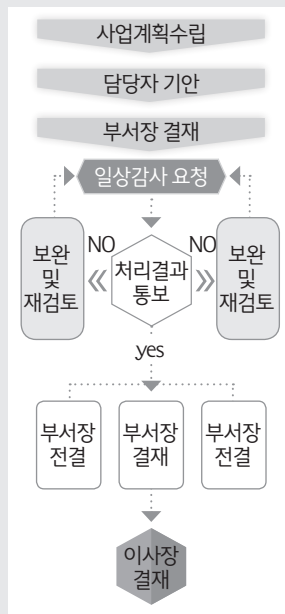 사업계획수립
담당자 기안
부서장 결재
일상감사 요청
보완
및
재검토
NO
처리결과
통보
NO
보완
및
재검토
yes
부서장
전결
부서장
결재
부서장
전결
이사장
결재